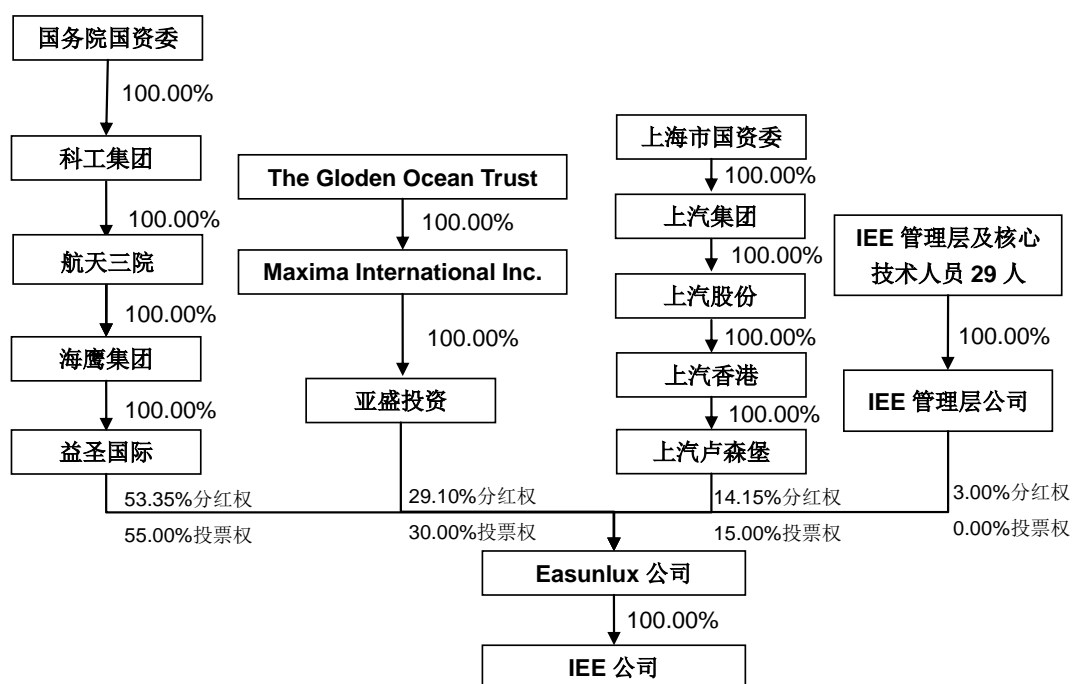 国务院国资委
100.00%
科工集团
100.00%
航天三院
100.00%
海鹰集团
100.00%
益圣国际
53.35%分红权
55.00%投票权
The Gloden Ocean Trust
100.00%
Maxima International Inc.
100.00%
亚盛投资
29.10%分红权
30.00%投票权
上海市国资委
100.00%
上汽集团
100.00%
上汽股份
100.00%
上汽香港
100.00%
上汽卢森堡
14.15%分红权
15.00%投票权
IEE 管理层及核心
技术人员 29 人
100.00%
IEE 管理层公司
3.00%分红权
0.00%投票权
Easunlux 公司
100.00%
IEE 公司